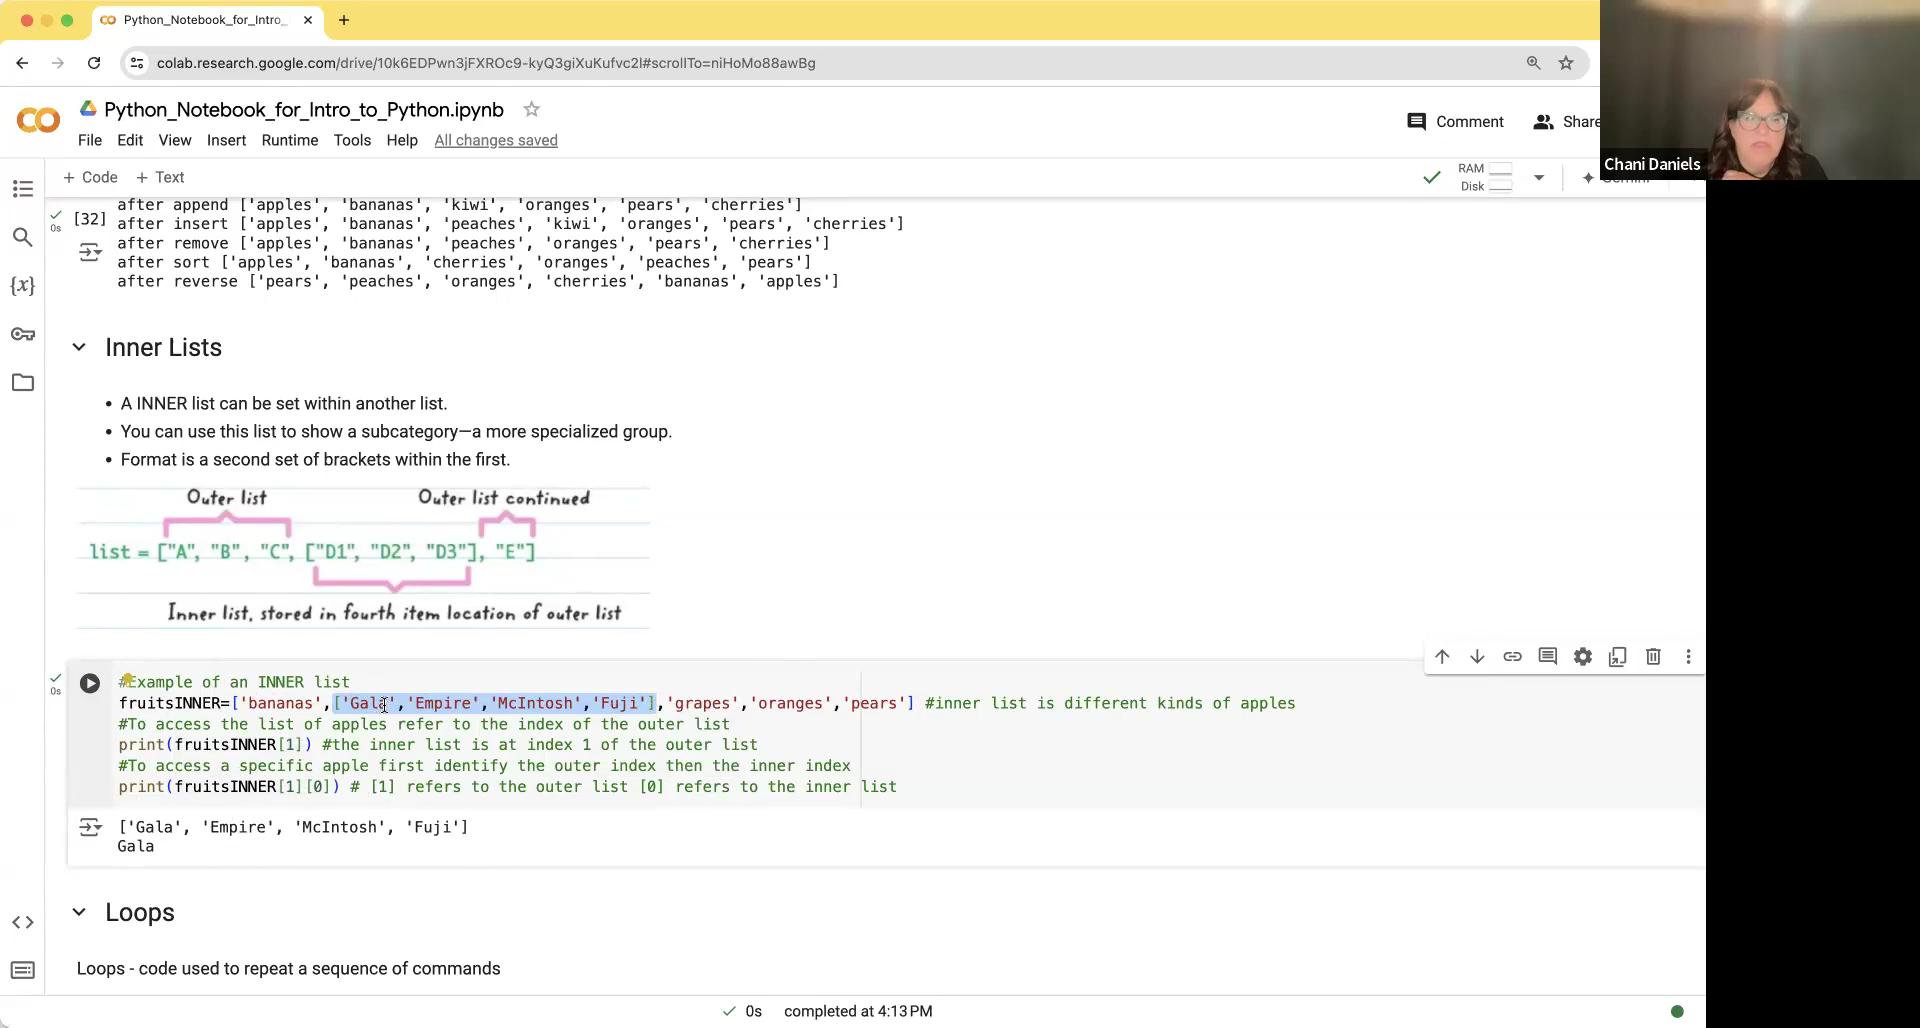 Python_Notebook_for_Intro_
colab.research.google.com/drive/10k6EDPwn3jFXROc9-kyQ3giXuKufvc2l#scrollTo=niHoMo88awBg
Python_Notebook_for_Intro_to_Python.ipynb
Comment
Share
File Edit View Insert Runtime Tools Help All changes saved
Chani Daniels
+ Code + Text
RAM
Disk
[32]
0s
after append ['apples', 'bananas', 'kiwi', 'oranges', 'pears', 'cherries']
after insert ['apples', 'bananas', 'peaches', 'kiwi', 'oranges', 'pears', 'cherries']
after remove ['apples', 'bananas', 'peaches', 'oranges', 'pears', 'cherries']
after sort ['apples', 'bananas', 'cherries', 'oranges', 'peaches', 'pears']
after reverse ['pears', 'peaches', 'oranges', 'cherries', 'bananas', 'apples']
{x}
Inner Lists
• A INNER list can be set within another list.
• You can use this list to show a subcategory—a more specialized group.
• Format is a second set of brackets within the first.
Outer list Outer list continued
list = ["A", "B", "C", ["D1", "D2", "D3"], "E"]
Inner list, stored in fourth item location of outer list
0s
#Example of an INNER list
fruitsINNER=['bananas',['Gala','Empire','McIntosh','Fuji'],'grapes','oranges','pears'] #inner list is different kinds of apples
#To access the list of apples refer to the index of the outer list
print(fruitsINNER[1]) #the inner list is at index 1 of the outer list
#To access a specific apple first identify the outer index then the inner index
print(fruitsINNER[1][0]) # [1] refers to the outer list [0] refers to the inner list
['Gala', 'Empire', 'McIntosh', 'Fuji']
Gala
Loops
Loops - code used to repeat a sequence of commands
0s completed at 4:13 PM